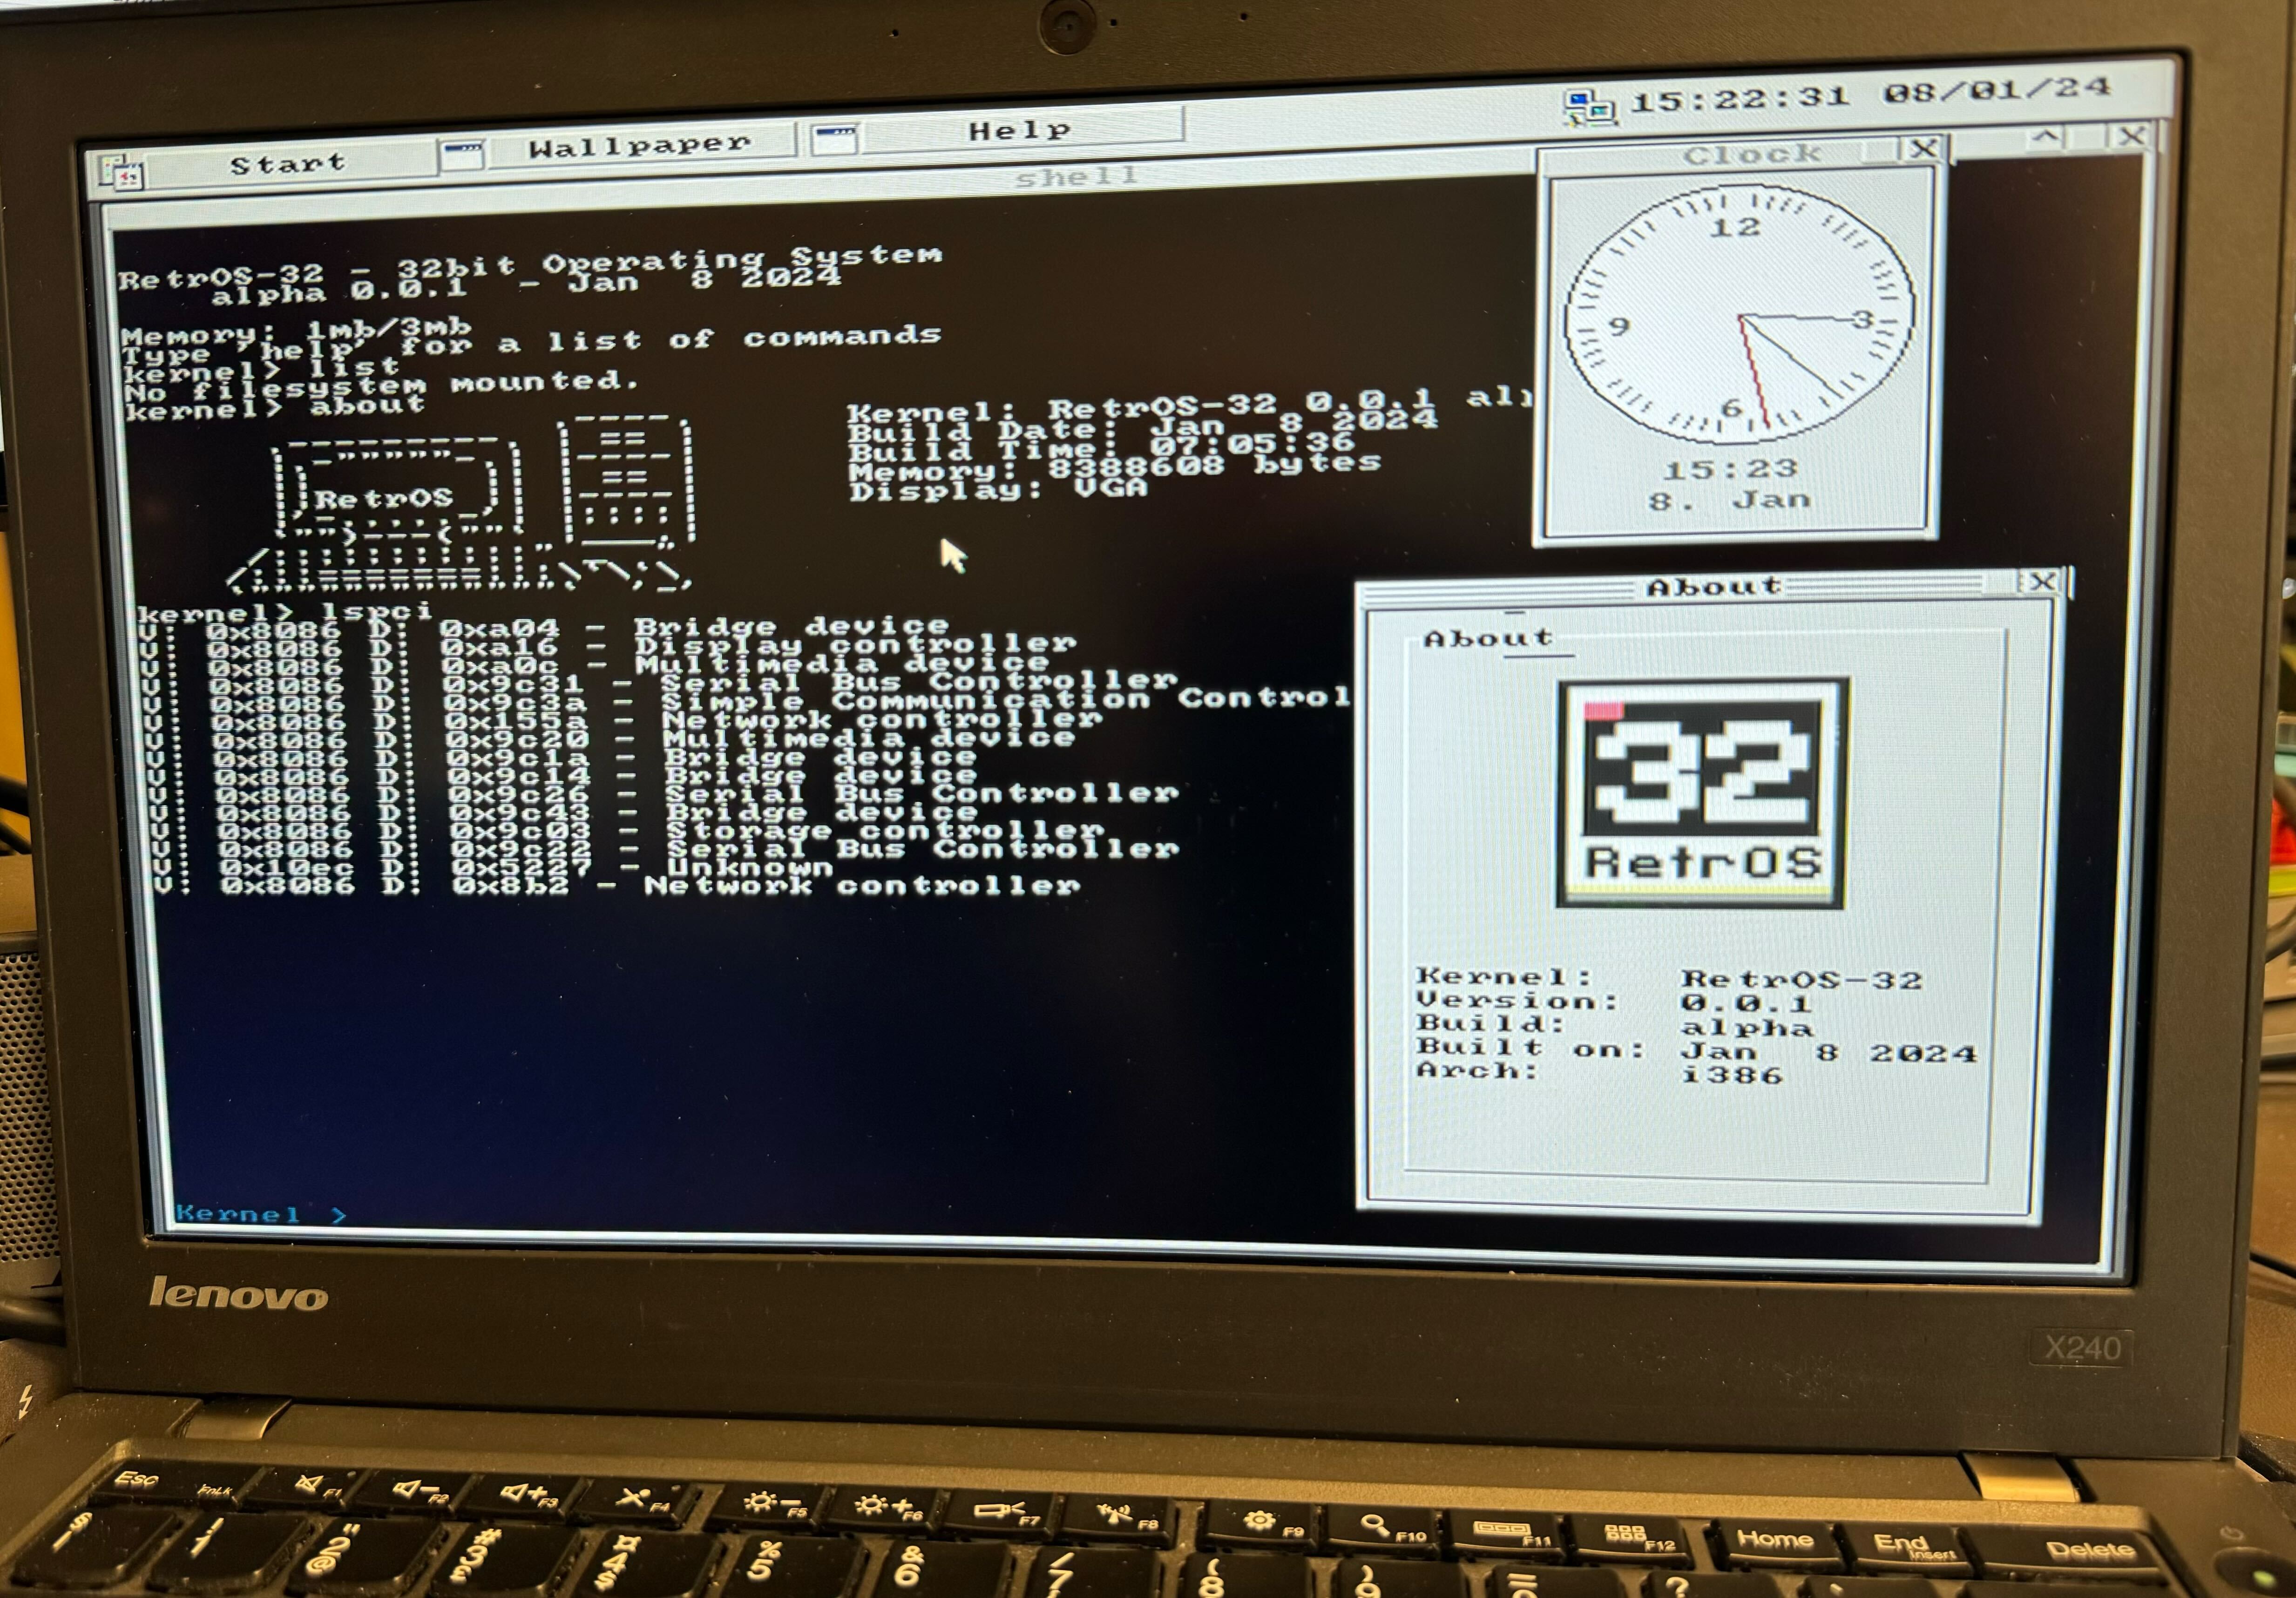 15:22:31 08/01/24
Start Wallpaper Help
shell
RetrOS-32 - 32bit Operating System
alpha 0.0.1 - Jan 8 2024
Memory: 1mb/3mb
Type 'help' for a list of commands
kernel> list
No filesystem mounted.
kernel> about
RetrOS
Kernel: RetrOS-32 0.0.1 al
Build Date: Jan 8 2024
Build Time: 07:05:36
Memory: 8388608 bytes
Display: VGA
kernel> lspci
V: 0x8086 D: 0xa04 - Bridge device
V: 0x8086 D: 0xa16 - Display controller
V: 0x8086 D: 0xa0c - Multimedia device
V: 0x8086 D: 0x9c31 - Serial Bus Controller
V: 0x8086 D: 0x9c3a - Simple Communication Control
V: 0x8086 D: 0x155a - Network controller
V: 0x8086 D: 0x9c20 - Multimedia device
V: 0x8086 D: 0x9c1a - Bridge device
V: 0x8086 D: 0x9c14 - Bridge device
V: 0x8086 D: 0x9c26 - Serial Bus Controller
V: 0x8086 D: 0x9c43 - Bridge device
V: 0x8086 D: 0x9c03 - Storage controller
V: 0x8086 D: 0x9c22 - Serial Bus Controller
V: 0x10ec D: 0x5227 - Unknown
V: 0x8086 D: 0x8b2 - Network controller
Kernel >
Clock
12
9 3
6
15:23
8. Jan
About
About
32
RetrOS
Kernel: RetrOS-32
Version: 0.0.1
Build: alpha
Built on: Jan 8 2024
Arch: i386
lenovo
X240
Esc FnLK F1 F2 F3 F4 F5 F6 F7 F8 F9 F10 F11 F12 Home End Insert Delete
§ ! " 2 @ # 3 £ ¤ 4 $ % 5 & 6 / 7 ( 8 ) 9 = ?